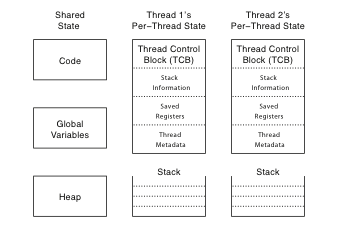 Shared
State
Thread 1's
Per-Thread State
Thread 2's
Per-Thread State
Code
Global
Variables
Heap
Thread Control
Block (TCB)
Stack
Information
Saved
Registers
Thread
Metadata
Stack
Thread Control
Block (TCB)
Stack
Information
Saved
Registers
Thread
Metadata
Stack